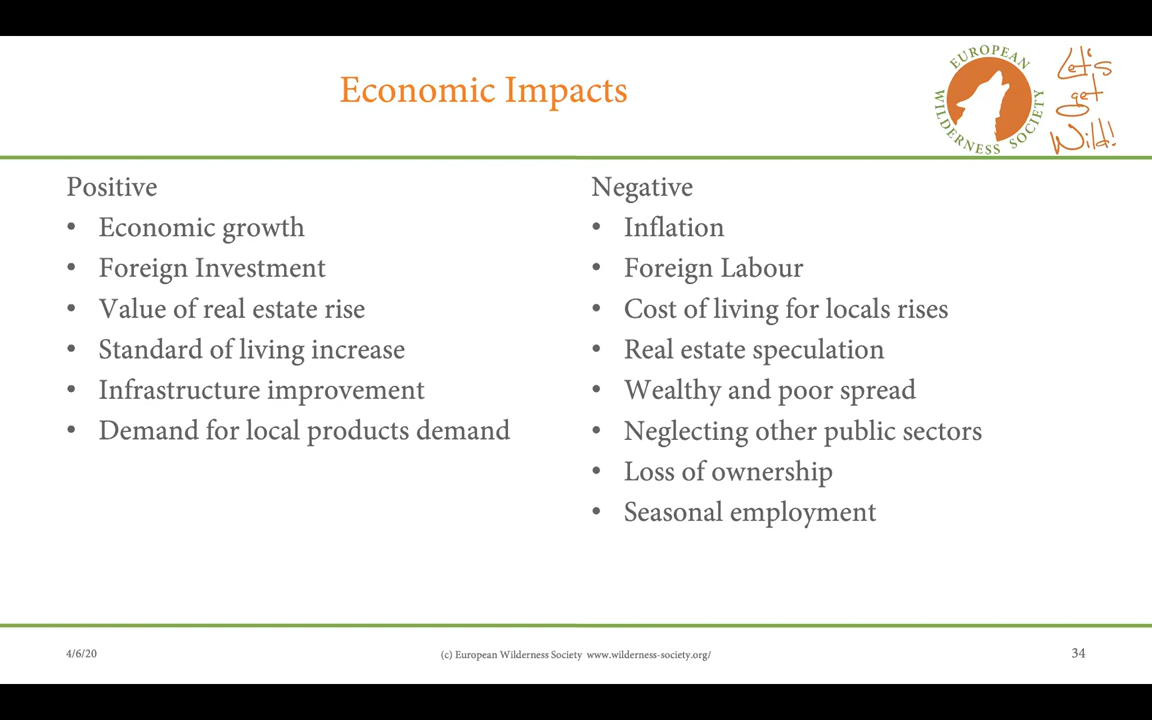 Economic Impacts
EUROPEAN
WILDERNESS SOCIETY
Let's
get
Wild!
Positive
• Economic growth
• Foreign Investment
• Value of real estate rise
• Standard of living increase
• Infrastructure improvement
• Demand for local products demand
Negative
• Inflation
• Foreign Labour
• Cost of living for locals rises
• Real estate speculation
• Wealthy and poor spread
• Neglecting other public sectors
• Loss of ownership
• Seasonal employment
4/6/20
(c) European Wilderness Society www.wilderness-society.org/
34